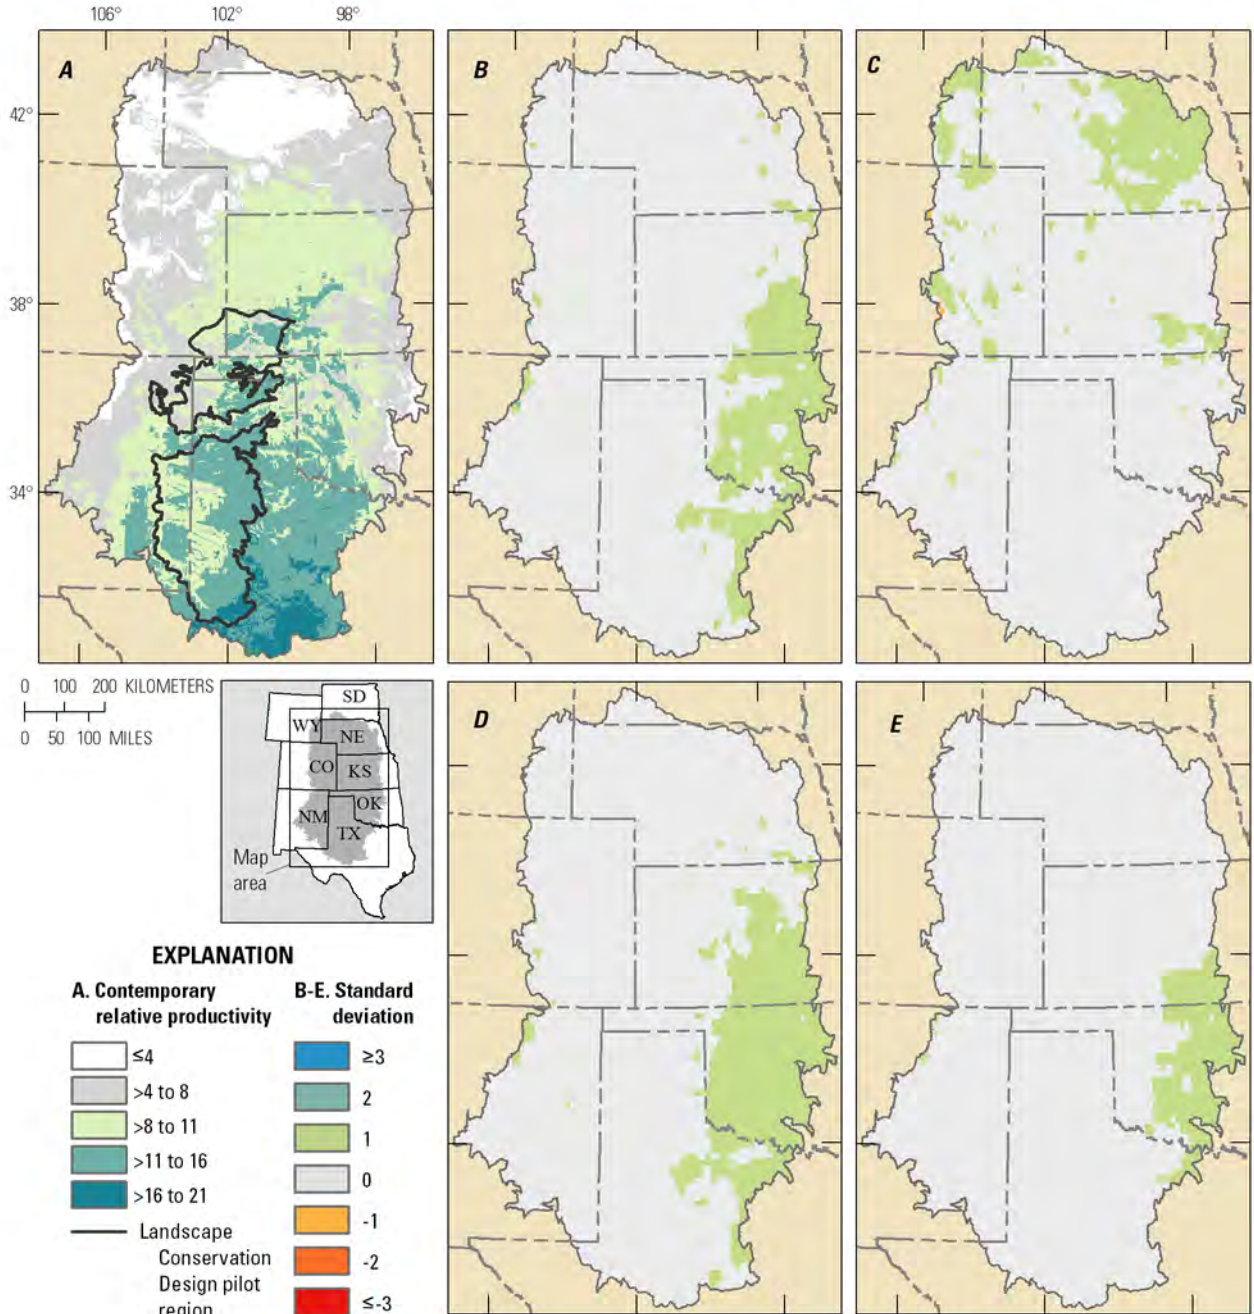 106° 102° 98°
A
B
C
42°
38°
34°
0 100 200 KILOMETERS
0 50 100 MILES
SD
WY
NE
CO
KS
OK
NM
TX
Map
area
D
E
EXPLANATION
A. Contemporary
relative productivity
≤4
>4 to 8
>8 to 11
>11 to 16
>16 to 21
Landscape
Conservation
Design pilot
region
B-E. Standard
deviation
≥3
2
1
0
-1
-2
≤-3